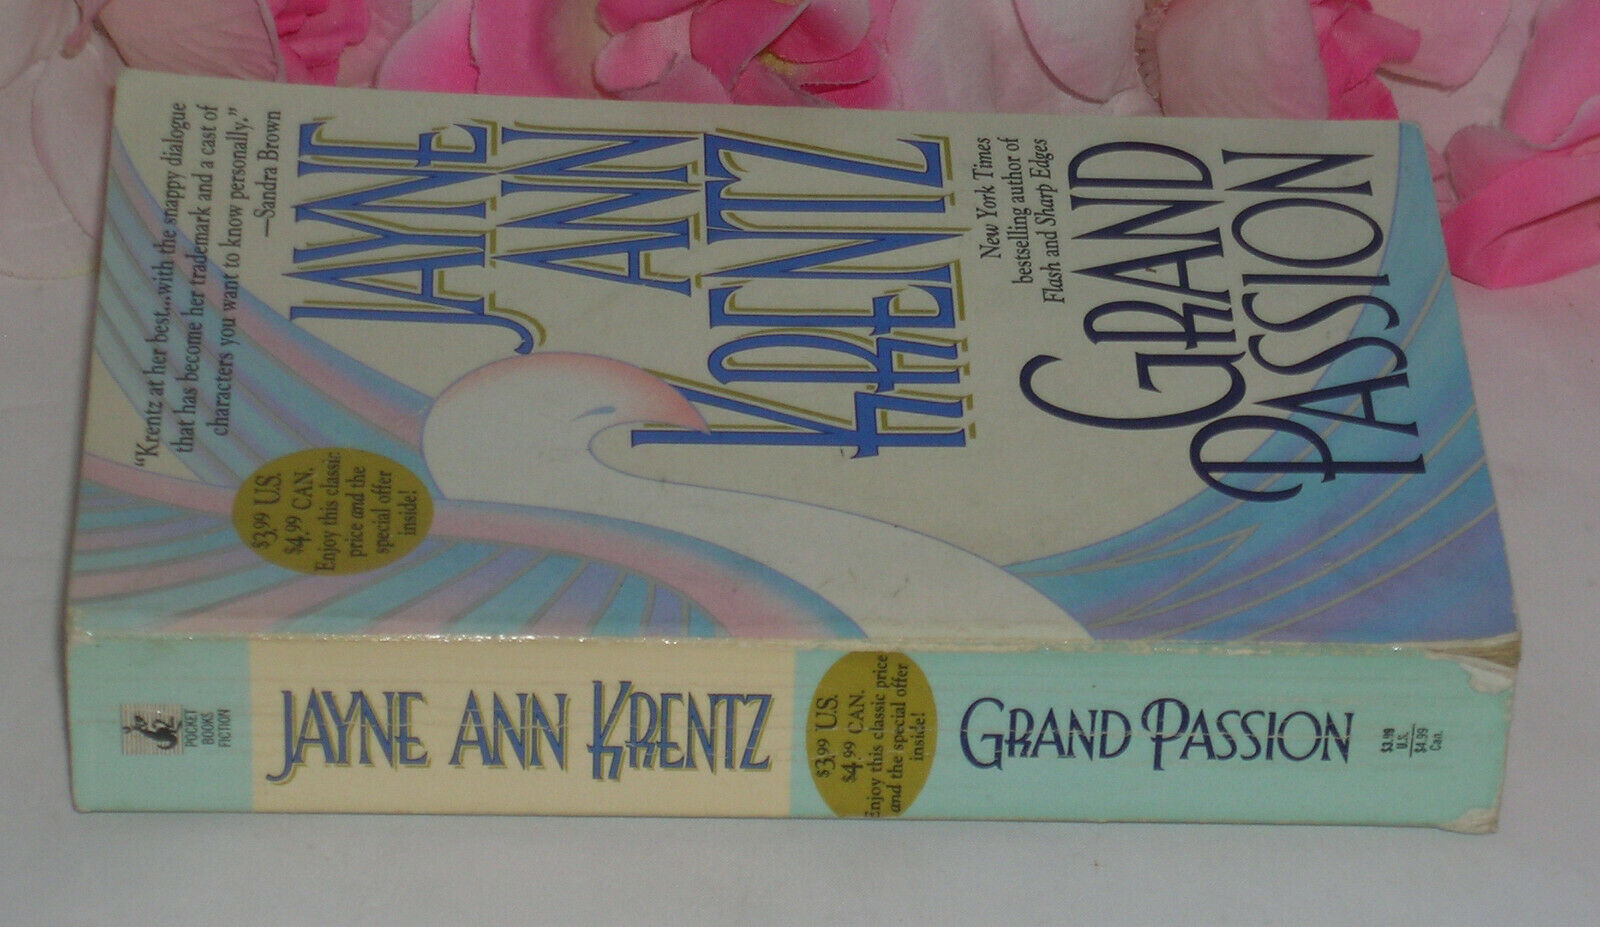 "Krentz at her best...with the snappy dialogue
that has become her trademark and a cast of
characters you want to know personally."
—Sandra Brown
$3.99 U.S.
$4.99 CAN.
Enjoy this classic
price and the
special offer
inside!
JAYNE
ANN
KRENTZ
New York Times
bestselling author of
Flash and Sharp Edges
GRAND
PASSION
POCKET
BOOKS
FICTION
JAYNE ANN KRENTZ
$3.99 U.S.
$4.99 CAN.
Enjoy this classic price
and the special offer
inside!
GRAND PASSION
$3.99
U.S.
$4.99
Can.